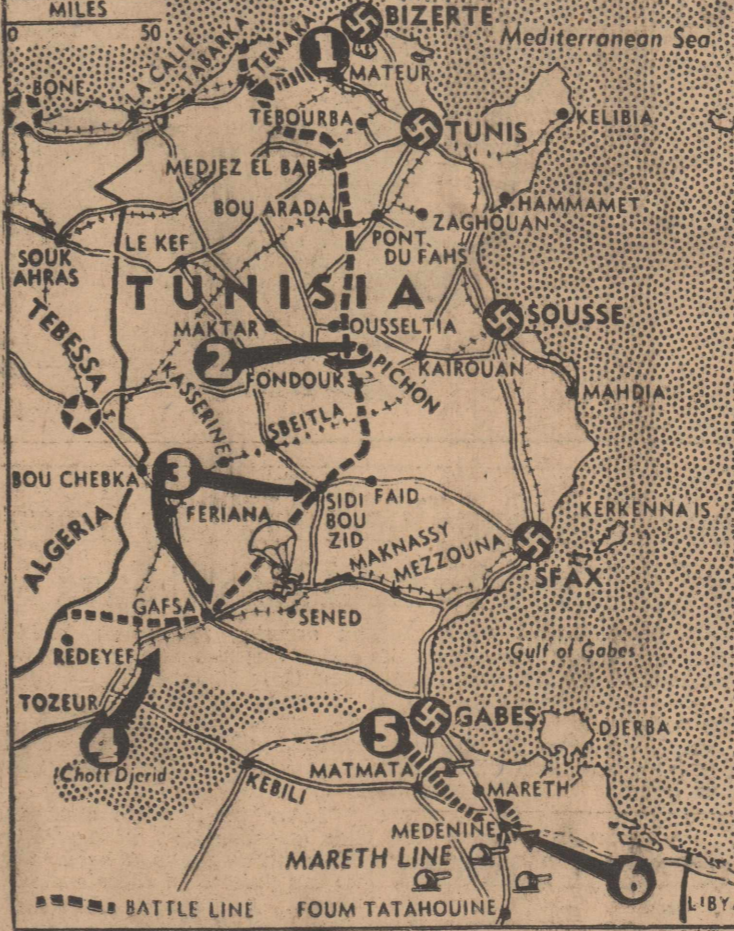 MILES
0 50
BIZERTE
Mediterranean Sea
1
TEMARA
TABARKA
LA CALLE
MATEUR
BONE
TEBOURBA
TUNIS
KELIBIA
MEDJEZ EL BAB
HAMMAMET
BOU ARADA
ZAGHOUAN
PONT
DU FAHS
LE KEF
SOUK
AHRAS
TUNISIA
TEBESSA
MAKTAR
OUSSELTIA
SOUSSE
2
FONDOUK
PICHON
KAIROUAN
MAHDIA
KASSERINE
SBEITLA
BOU CHEBKA
3
FERIANA
SIDI
BOU
ZID
FAID
KERKENNA IS
ALGERIA
MAKNASSY
MEZZOUNA
SFAX
GAFSA
SENED
REDEYEF
Gulf of Gabes
TOZEUR
4
Chott Djerid
5
GABES
DJERBA
KEBILI
MATMATA
MARETH
MEDENINE
MARETH LINE
6
BATTLE LINE
FOUM TATAHOUINE
LIBY